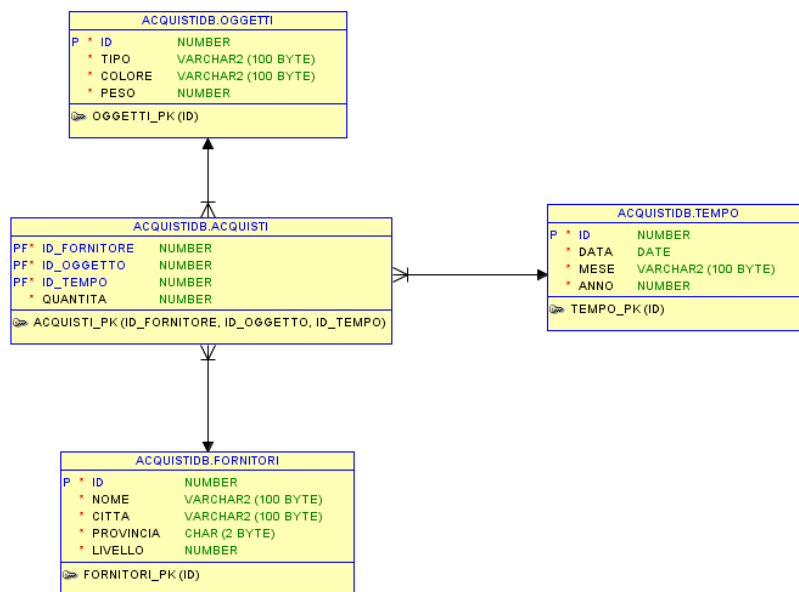 ACQUISTIDB.OGGETTI
P * ID NUMBER
* TIPO VARCHAR2 (100 BYTE)
* COLORE VARCHAR2 (100 BYTE)
* PESO NUMBER
OGGETTI_PK (ID)
ACQUISTIDB.ACQUISTI
PF* ID_FORNITORE NUMBER
PF* ID_OGGETTO NUMBER
PF* ID_TEMPO NUMBER
* QUANTITA NUMBER
ACQUISTI_PK (ID_FORNITORE, ID_OGGETTO, ID_TEMPO)
ACQUISTIDB.TEMPO
P * ID NUMBER
* DATA DATE
* MESE VARCHAR2 (100 BYTE)
* ANNO NUMBER
TEMPO_PK (ID)
ACQUISTIDB.FORNITORI
P * ID NUMBER
* NOME VARCHAR2 (100 BYTE)
* CITTA VARCHAR2 (100 BYTE)
* PROVINCIA CHAR (2 BYTE)
* LIVELLO NUMBER
FORNITORI_PK (ID)